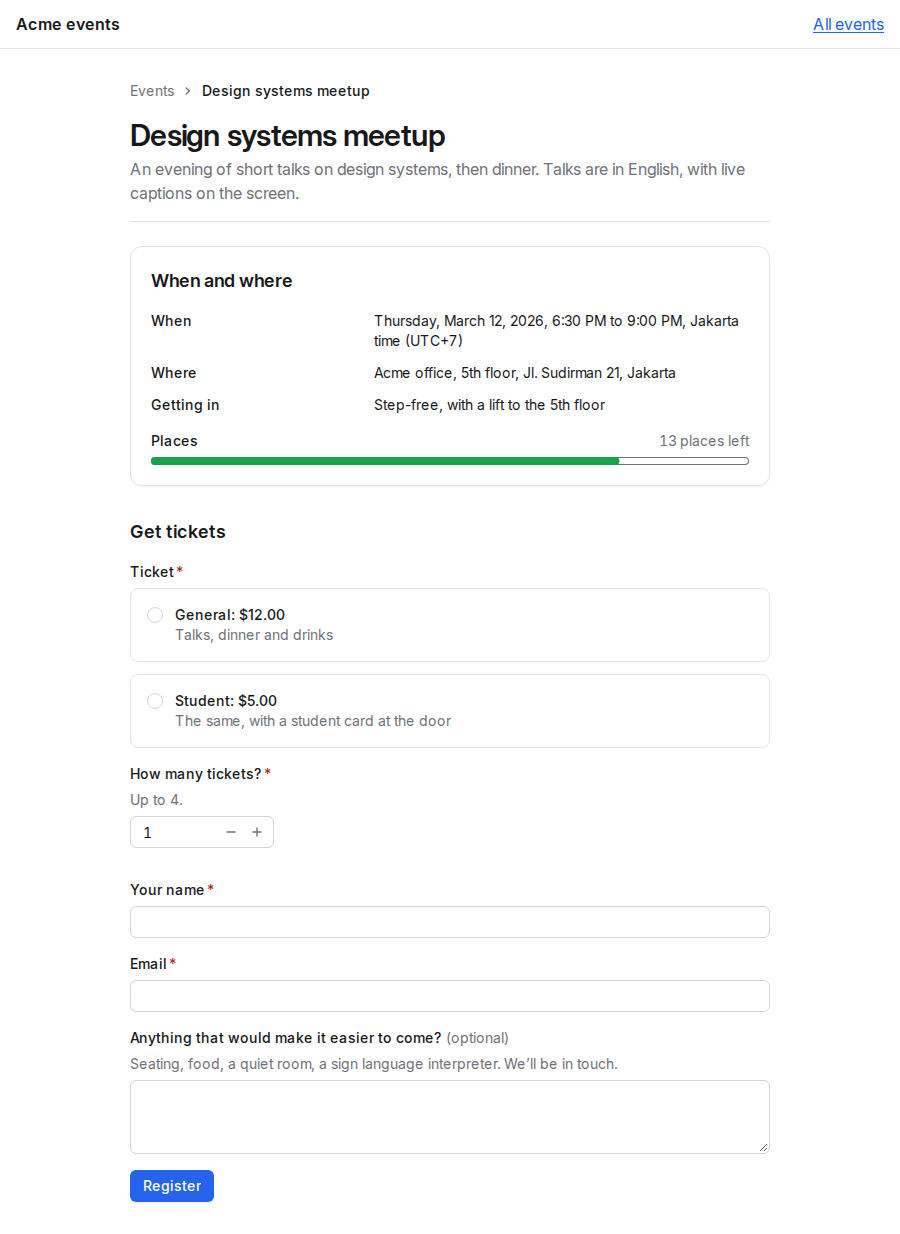 Acme events
All events
Events
Design systems meetup
Design systems meetup
An evening of short talks on design systems, then dinner. Talks are in English, with live
captions on the screen.
When and where
When
Thursday, March 12, 2026, 6:30 PM to 9:00 PM, Jakarta
time (UTC+7)
Where
Acme office, 5th floor, Jl. Sudirman 21, Jakarta
Getting in
Step-free, with a lift to the 5th floor
Places
13 places left
Get tickets
Ticket*
General: $12.00
Talks, dinner and drinks
Student: $5.00
The same, with a student card at the door
How many tickets?*
Up to 4.
1
Your name*
Email*
Anything that would make it easier to come? (optional)
Seating, food, a quiet room, a sign language interpreter. We’ll be in touch.
Register